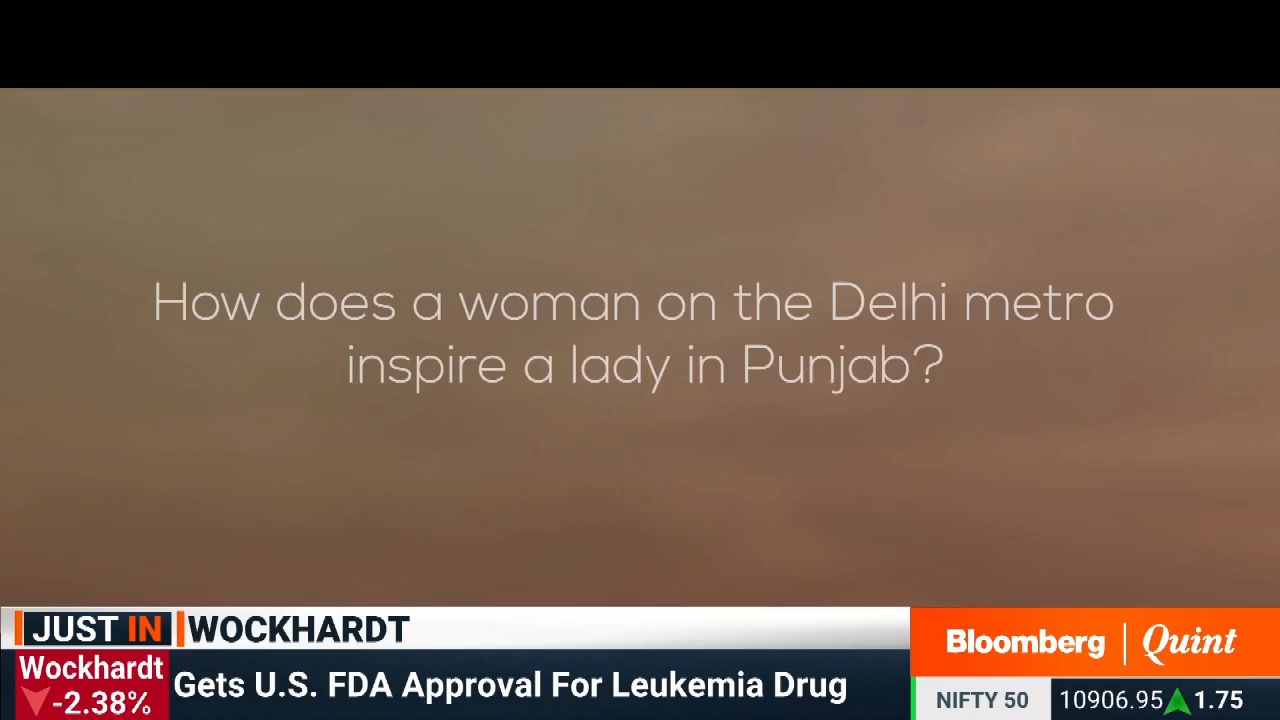 How does a woman on the Delhi metro
inspire a lady in Punjab?
JUST IN WOCKHARDT
Wockhardt
-2.38%
Gets U.S. FDA Approval For Leukemia Drug
Bloomberg | Quint
NIFTY 50 10906.95 1.75